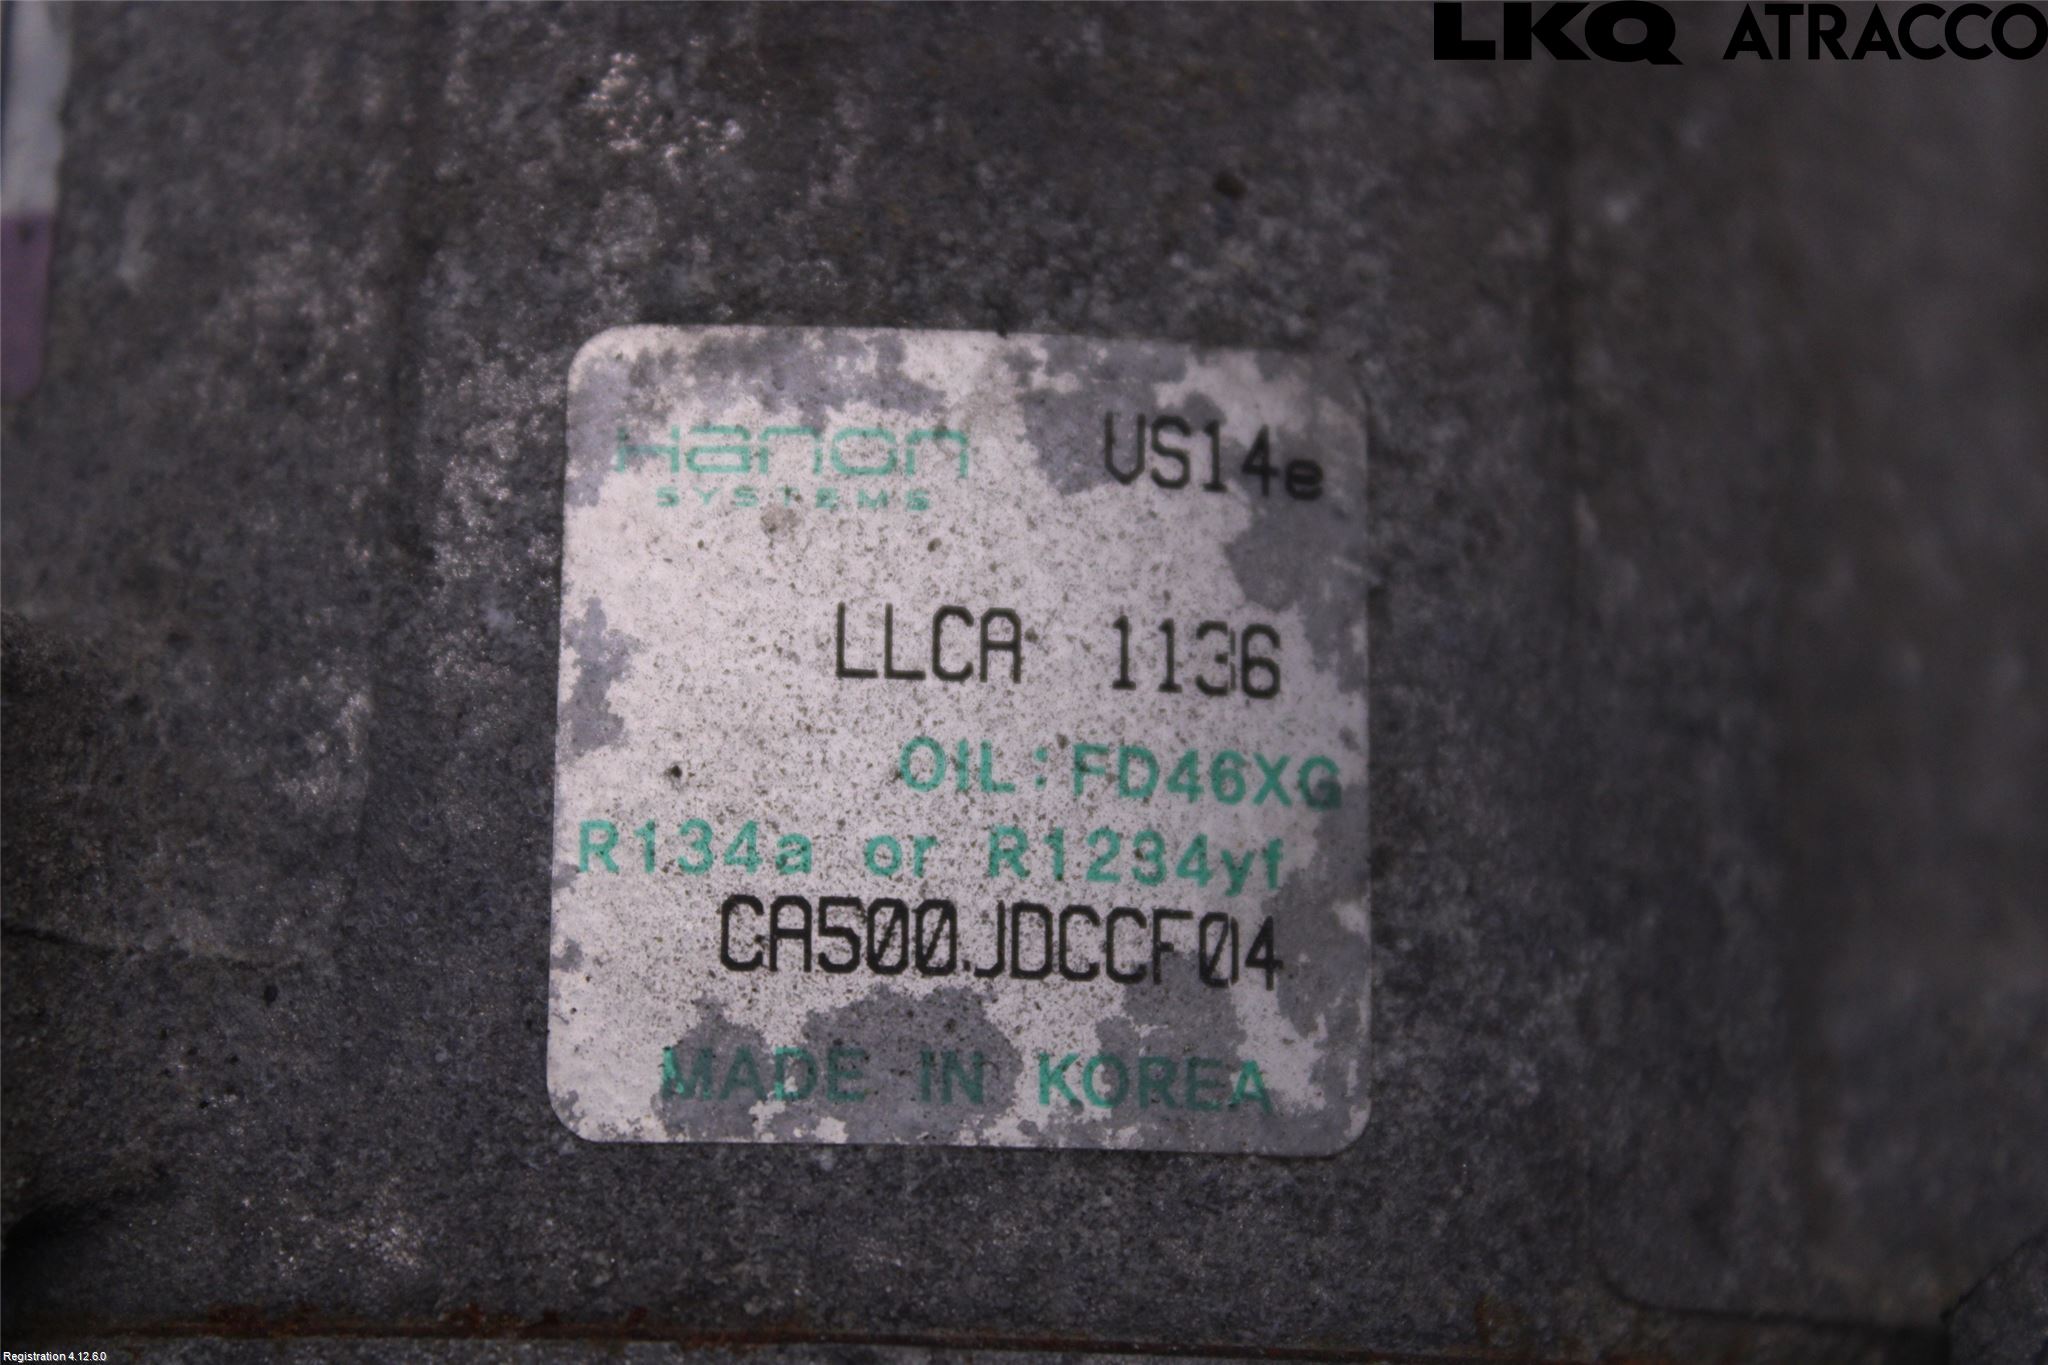 LKQ ATRACCO
Hanon VS14e
SYSTEMS
LLCA 1136
OIL: FD46XG
R134a or R1234yf
CA500JDCCF04
MADE IN KOREA
Registration 4.12.6.0